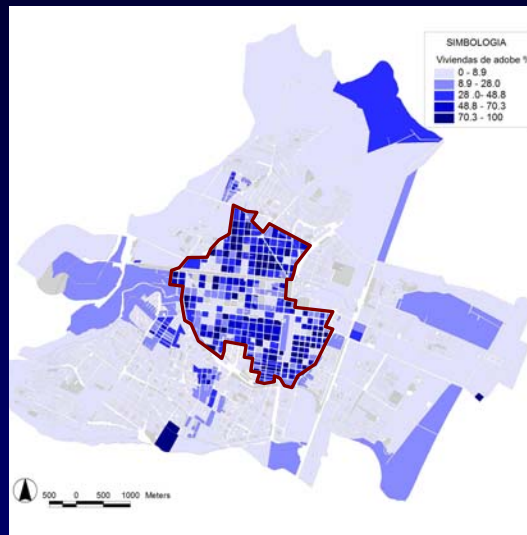 SIMBOLOGIA
Viviendas de adobe %
0 - 8.9
8.9 - 28.0
28 .0- 48.8
48.8 - 70.3
70.3 - 100
500 0 500 1000 Meters